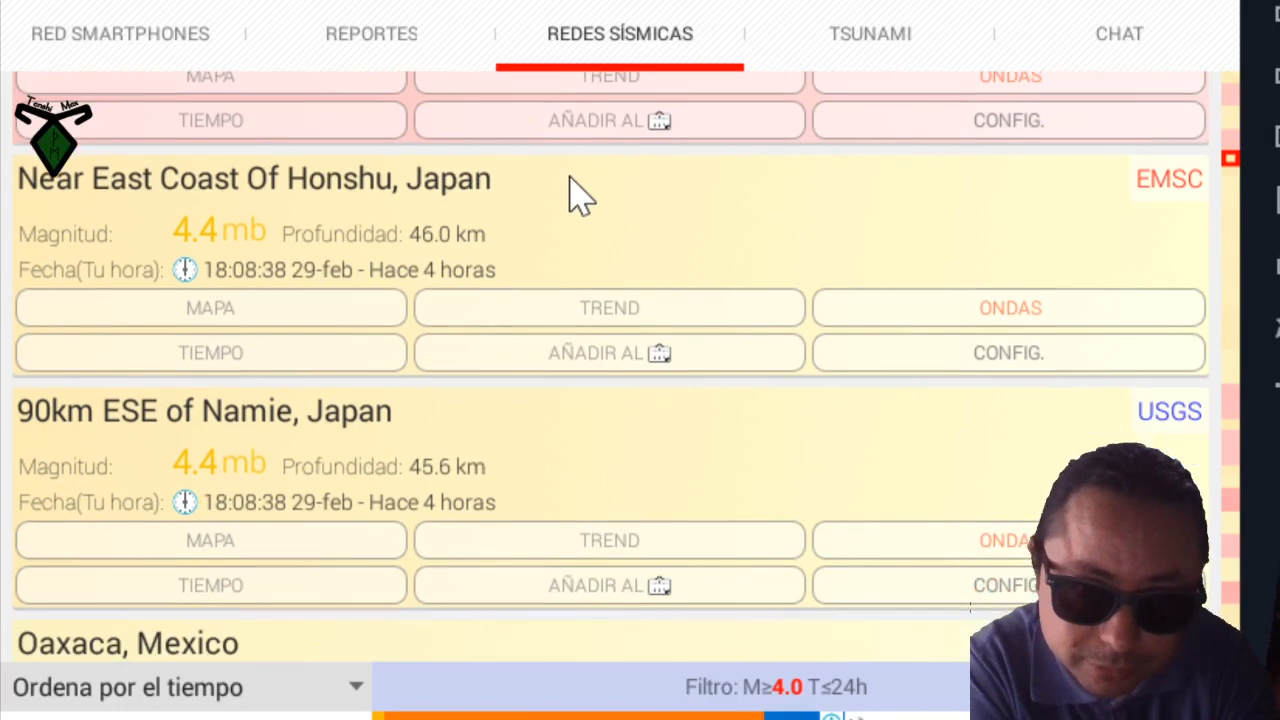 RED SMARTPHONES
REPORTES
REDES SÍSMICAS
TSUNAMI
CHAT
MAPA
TREND
ONDAS
Tenshi Mex
TIEMPO
AÑADIR AL
CONFIG.
Near East Coast Of Honshu, Japan
EMSC
Magnitud: 4.4 mb Profundidad: 46.0 km
Fecha(Tu hora): 18:08:38 29-feb - Hace 4 horas
MAPA
TREND
ONDAS
TIEMPO
AÑADIR AL
CONFIG.
90km ESE of Namie, Japan
USGS
Magnitud: 4.4 mb Profundidad: 45.6 km
Fecha(Tu hora): 18:08:38 29-feb - Hace 4 horas
MAPA
TREND
ONDA
TIEMPO
AÑADIR AL
CONFIG
Oaxaca, Mexico
Ordena por el tiempo
Filtro: M≥4.0 T≤24h